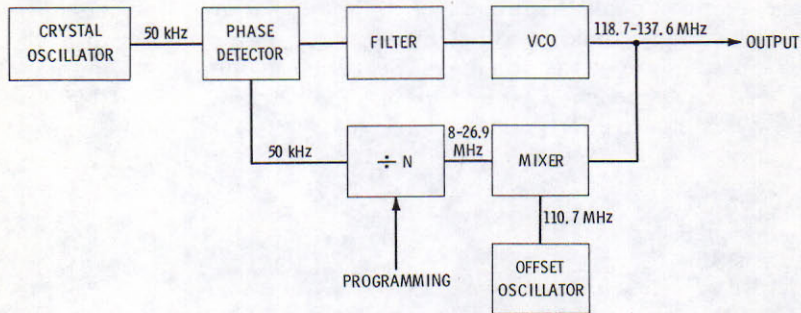 CRYSTAL
OSCILLATOR
50 kHz
PHASE
DETECTOR
FILTER
VCO
118.7-137.6 MHz
OUTPUT
50 kHz
÷ N
8-26.9
MHz
MIXER
110.7 MHz
PROGRAMMING
OFFSET
OSCILLATOR